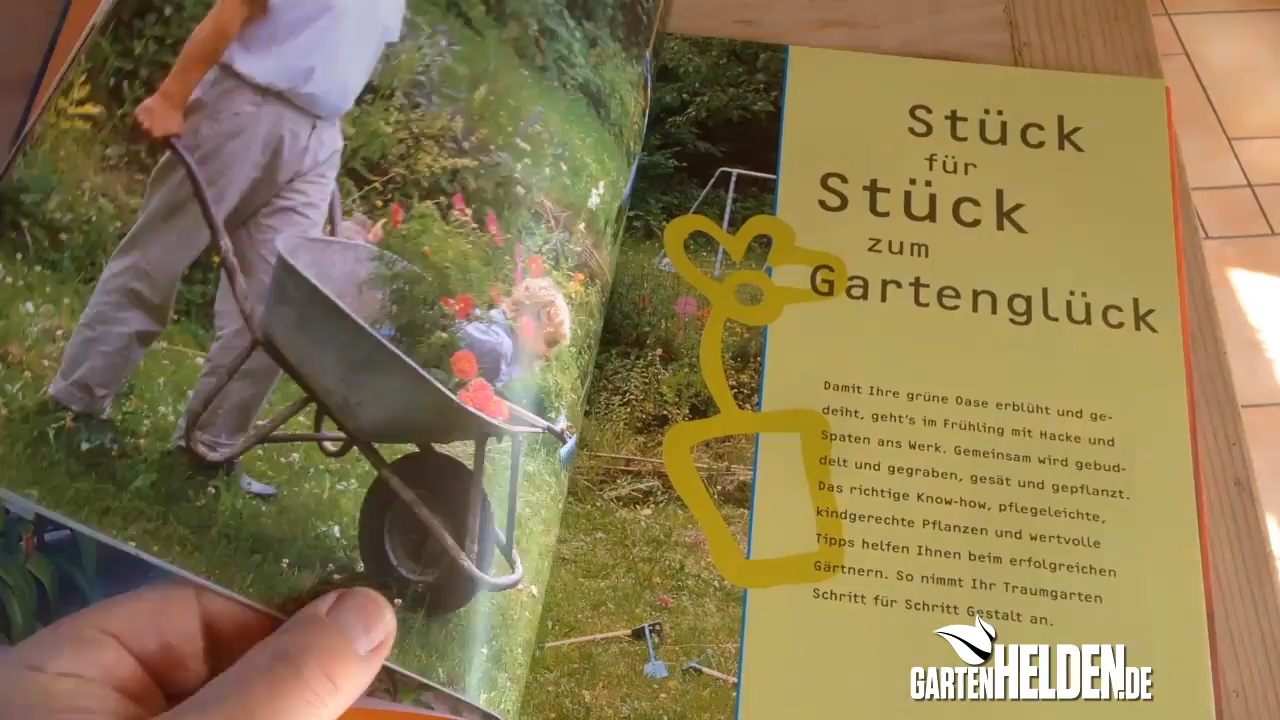 Stück
für
Stück
zum
Gartenglück
Damit Ihre grüne Oase erblüht und ge-
deiht, geht's im Frühling mit Hacke und
Spaten ans Werk. Gemeinsam wird gebud-
delt und gegraben, gesät und gepflanzt.
Das richtige Know-how, pflegeleichte,
kindgerechte Pflanzen und wertvolle
Tipps helfen Ihnen beim erfolgreichen
Gärtnern. So nimmt Ihr Traumgarten
Schritt für Schritt Gestalt an.
GARTENHELDEN.DE